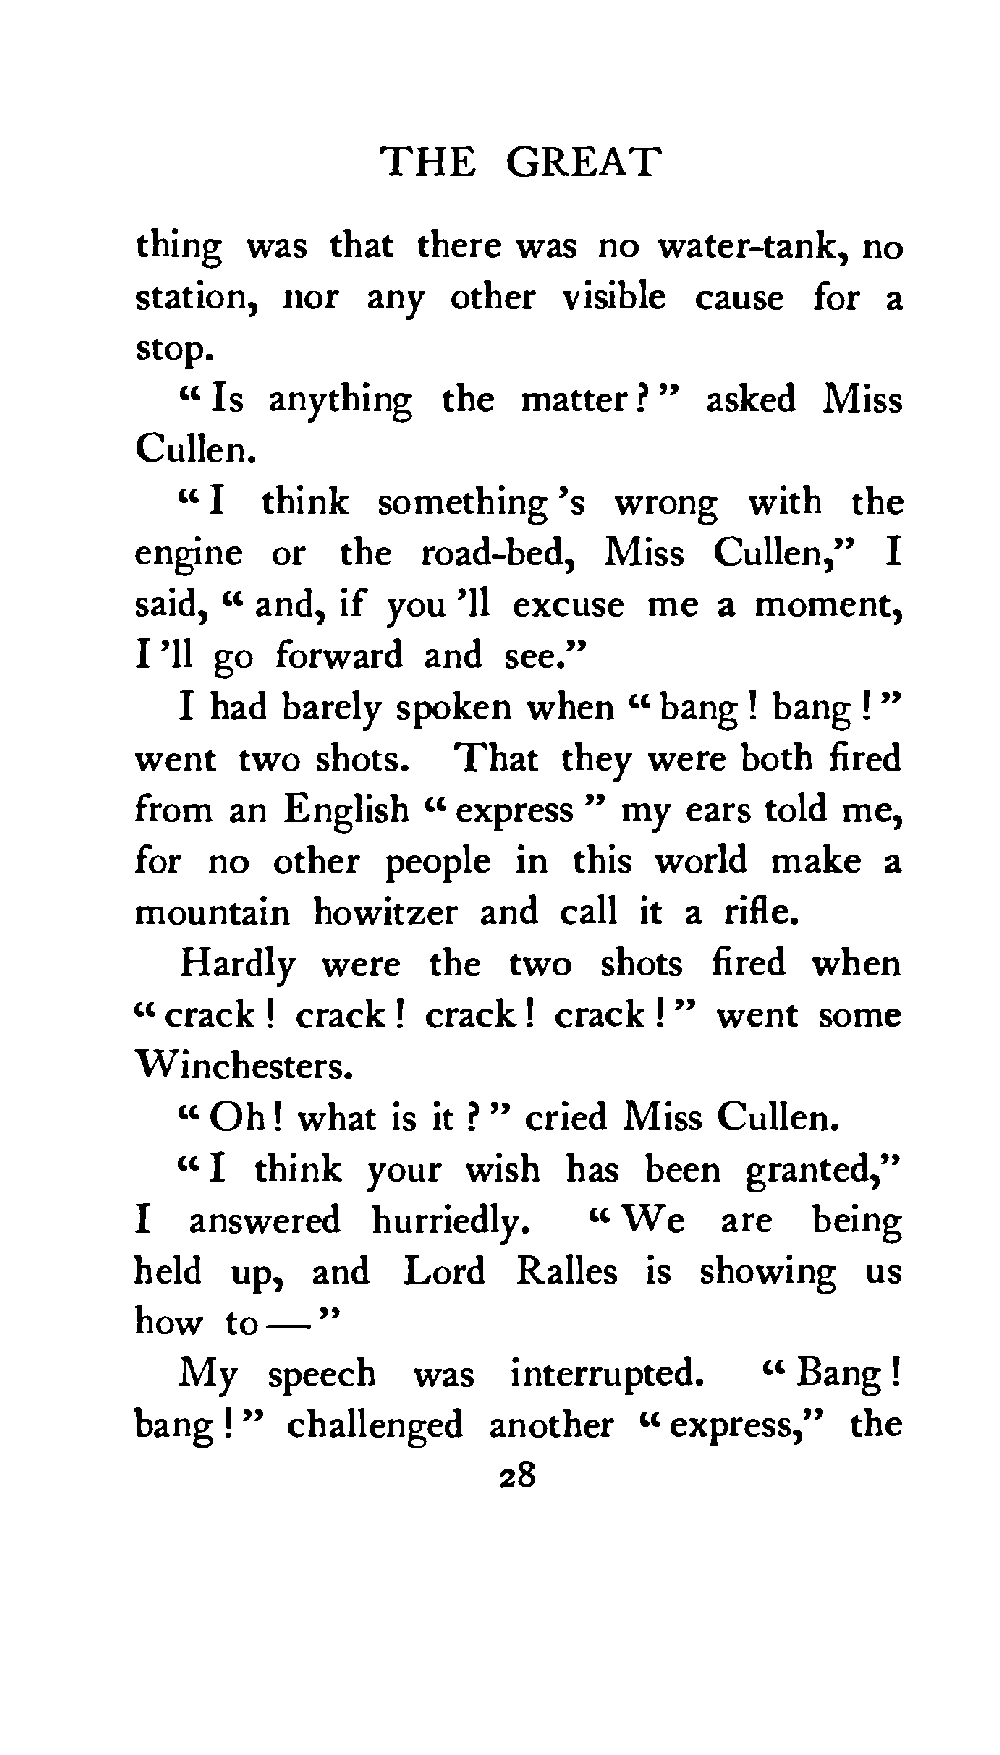 THE GREAT
thing was that there was no water-tank, no
station, nor any other visible cause for a
stop.
“ Is anything the matter ? ” asked Miss
Cullen.
“ I think something ’s wrong with the
engine or the road-bed, Miss Cullen,” I
said, “ and, if you ’ll excuse me a moment,
I ’ll go forward and see.”
I had barely spoken when “ bang ! bang ! ”
went two shots. That they were both fired
from an English “ express ” my ears told me,
for no other people in this world make a
mountain howitzer and call it a rifle.
Hardly were the two shots fired when
“ crack ! crack ! crack ! crack ! ” went some
Winchesters.
“ Oh ! what is it ? ” cried Miss Cullen.
“ I think your wish has been granted,”
I answered hurriedly. “ We are being
held up, and Lord Ralles is showing us
how to — ”
My speech was interrupted. “ Bang !
bang ! ” challenged another “ express,” the
28